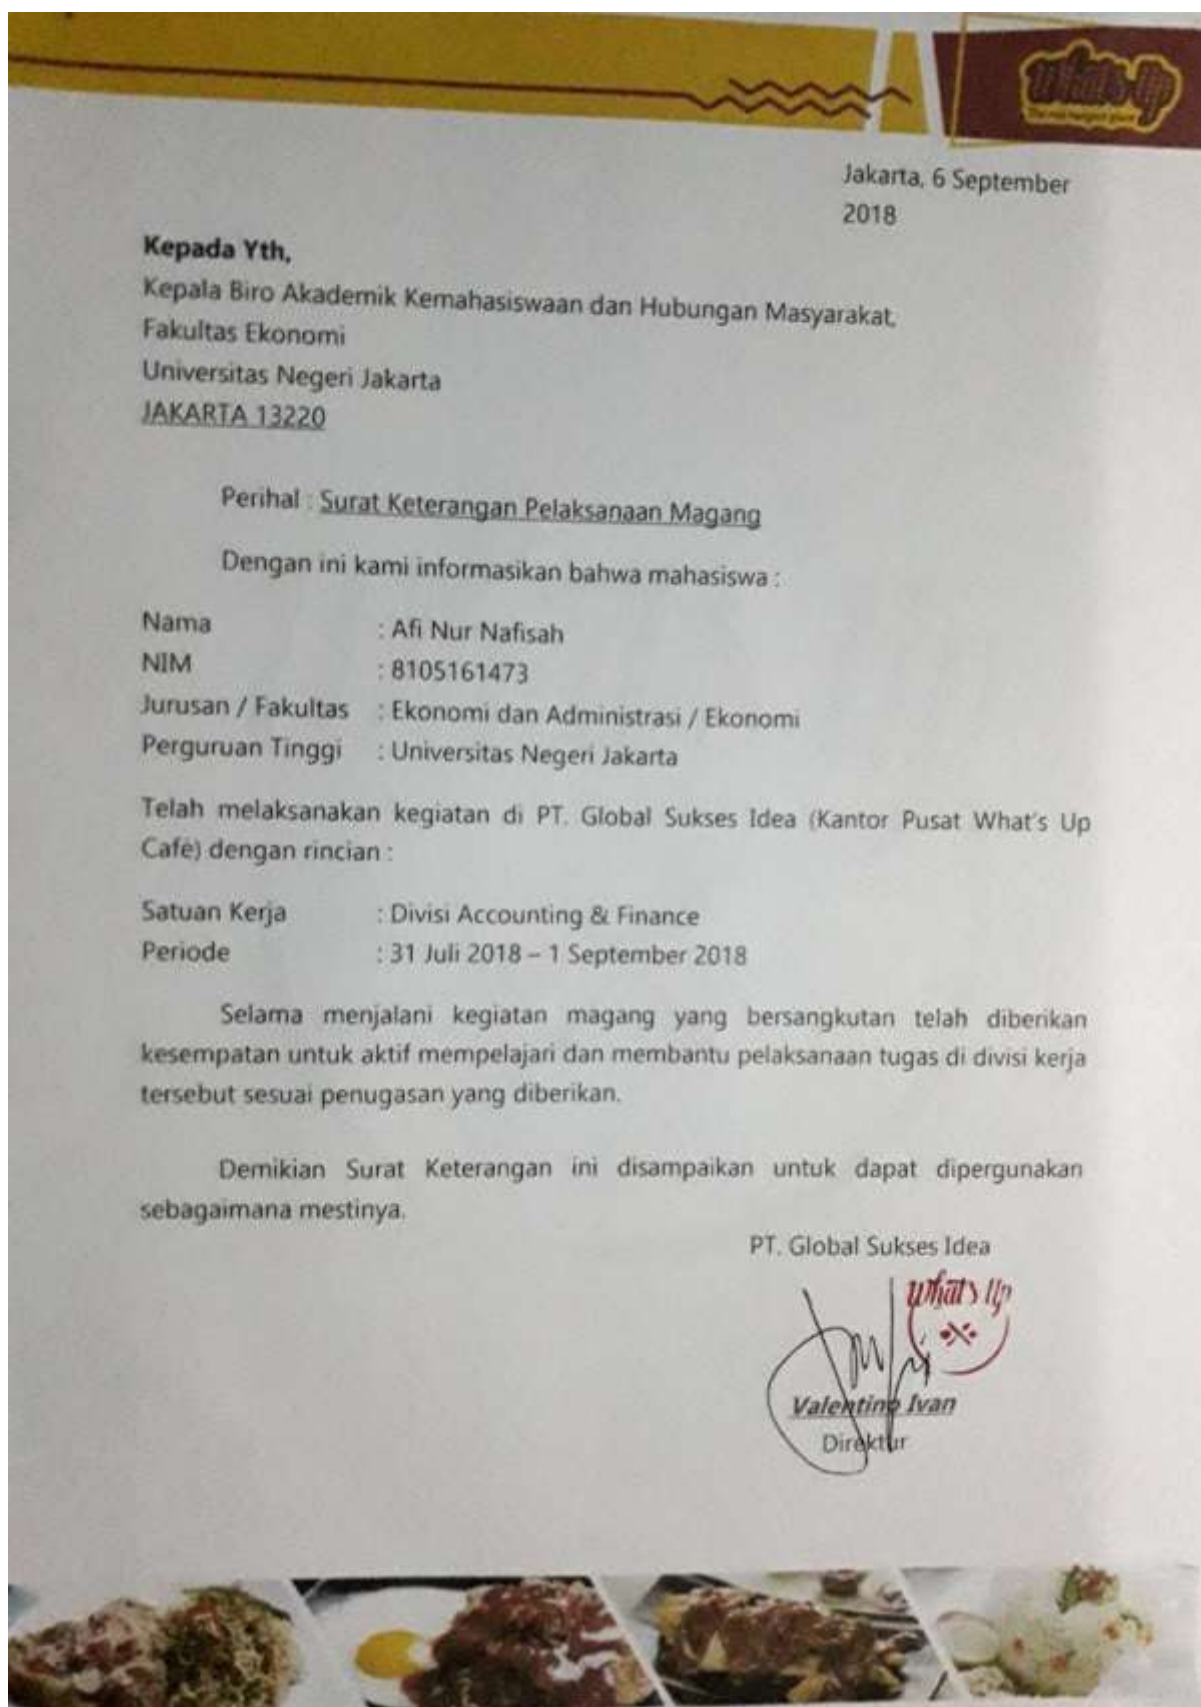 What's Up
Jakarta, 6 September
2018
Kepada Yth,
Kepala Biro Akademik Kemahasiswaan dan Hubungan Masyarakat,
Fakultas Ekonomi
Universitas Negeri Jakarta
JAKARTA 13220
Perihal : Surat Keterangan Pelaksanaan Magang
Dengan ini kami informasikan bahwa mahasiswa :
Nama : Afi Nur Nafisah
NIM : 8105161473
Jurusan / Fakultas : Ekonomi dan Administrasi / Ekonomi
Perguruan Tinggi : Universitas Negeri Jakarta
Telah melaksanakan kegiatan di PT. Global Sukses Idea (Kantor Pusat What's Up
Café) dengan rincian :
Satuan Kerja : Divisi Accounting & Finance
Periode : 31 Juli 2018 – 1 September 2018
Selama menjalani kegiatan magang yang bersangkutan telah diberikan
kesempatan untuk aktif mempelajari dan membantu pelaksanaan tugas di divisi kerja
tersebut sesuai penugasan yang diberikan.
Demikian Surat Keterangan ini disampaikan untuk dapat dipergunakan
sebagaimana mestinya.
PT. Global Sukses Idea
What's Up
Valentino Ivan
Direktur